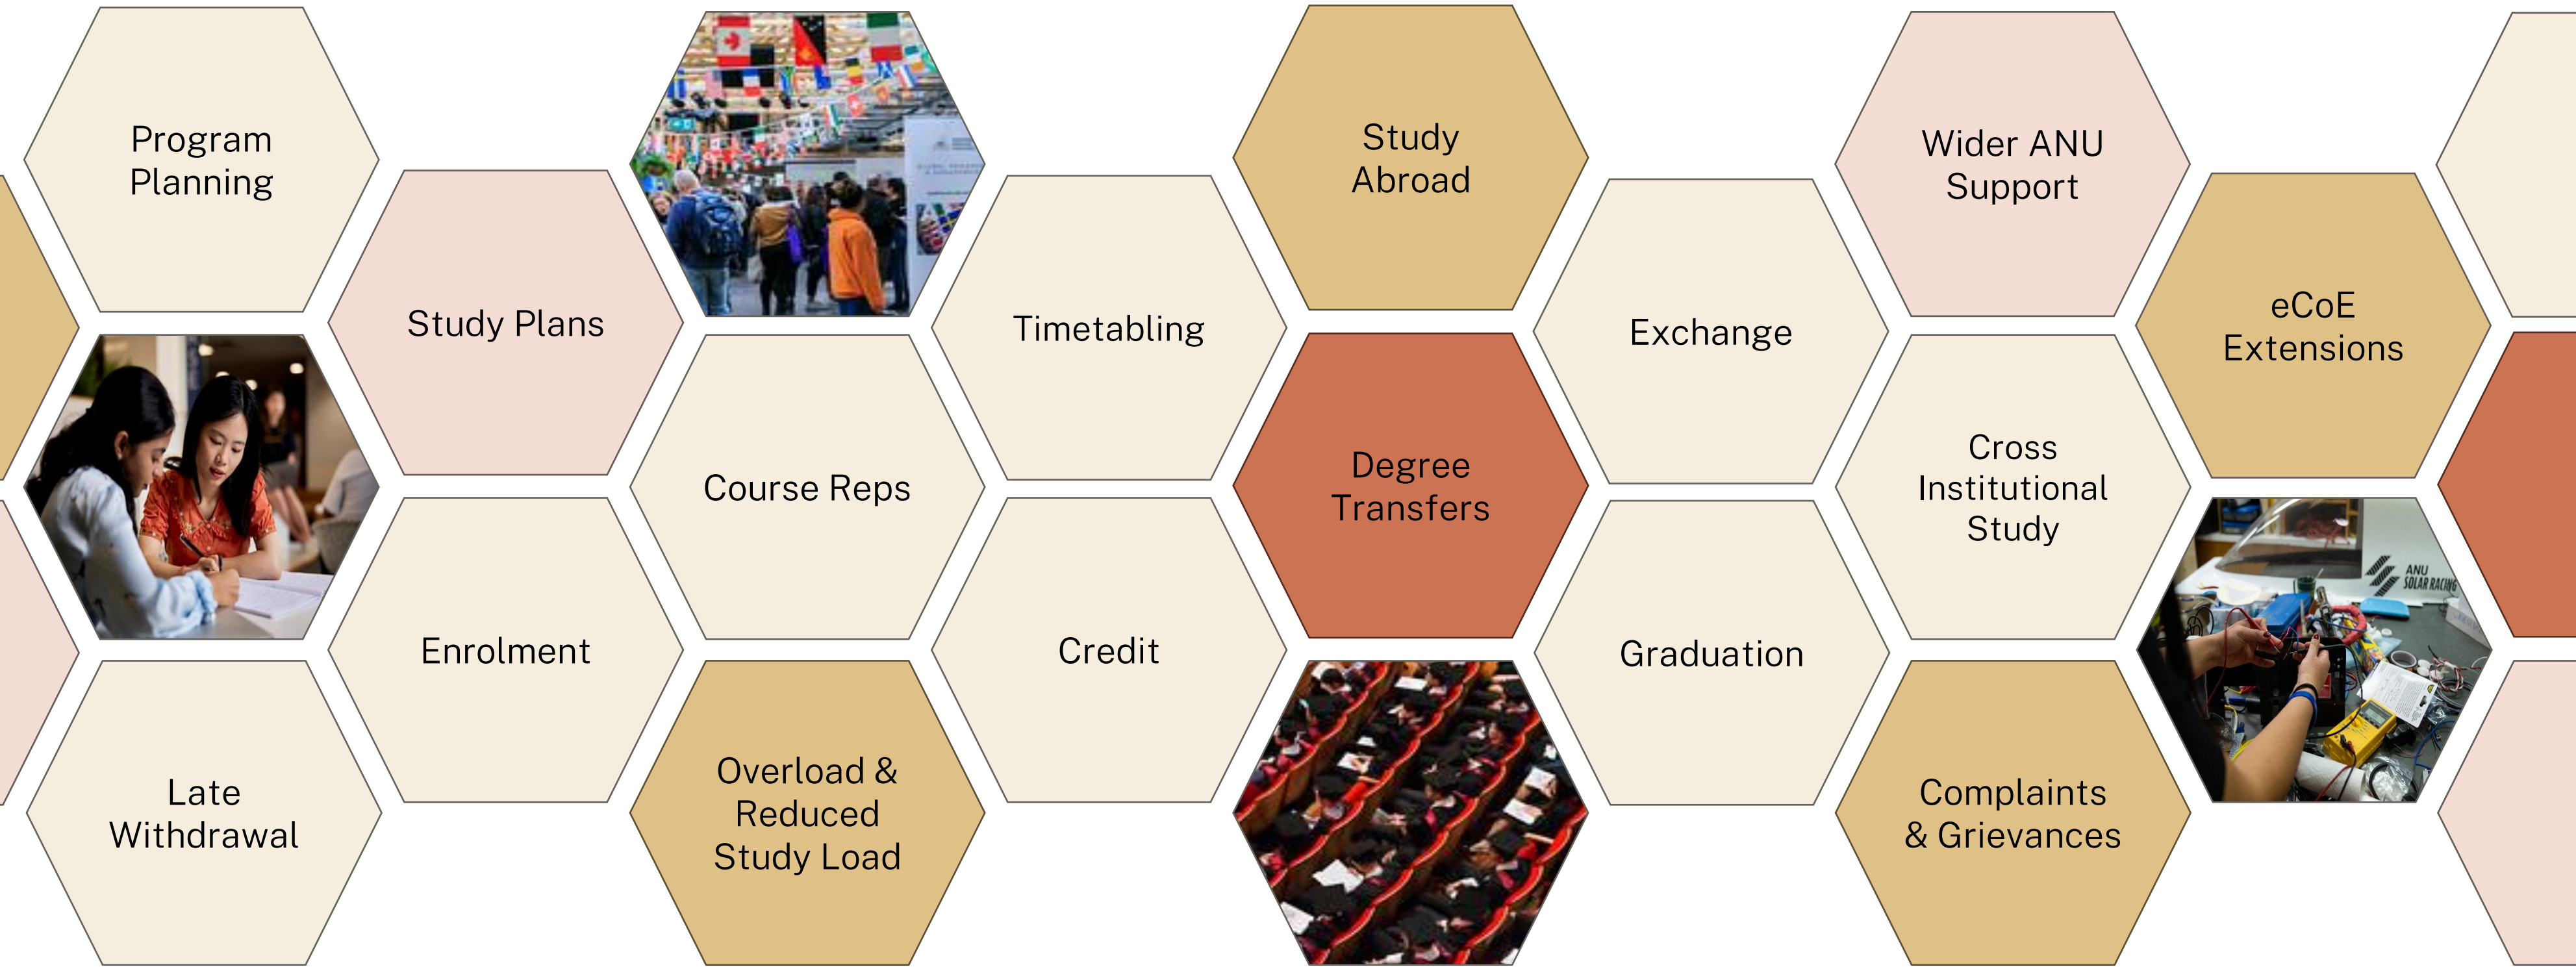 Program
Planning
Late
Withdrawal
Study Plans
Enrolment
Course Reps
Overload &
Reduced
Study Load
Timetabling
Credit
Study
Abroad
Degree
Transfers
Exchange
Graduation
Wider ANU
Support
Cross
Institutional
Study
Complaints
& Grievances
eCoE
Extensions
ANU
SOLAR RACING